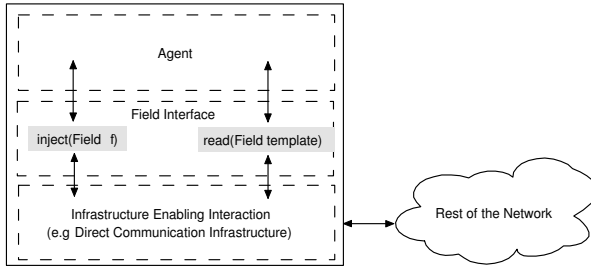 Agent
Field Interface
inject(Field f)
read(Field template)
Infrastructure Enabling Interaction
(e.g Direct Communication Infrastructure)
Rest of the Network